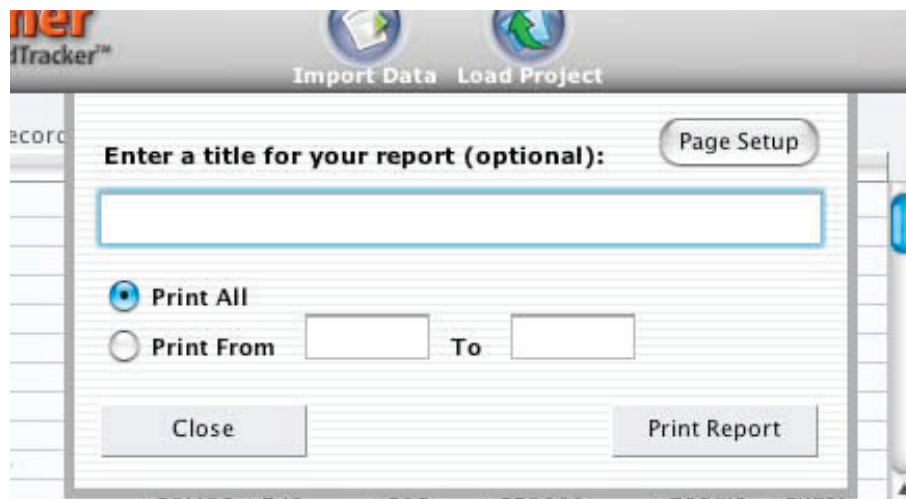 Import Data Load Project
Enter a title for your report (optional):
Page Setup
Print All
Print From To
Close
Print Report